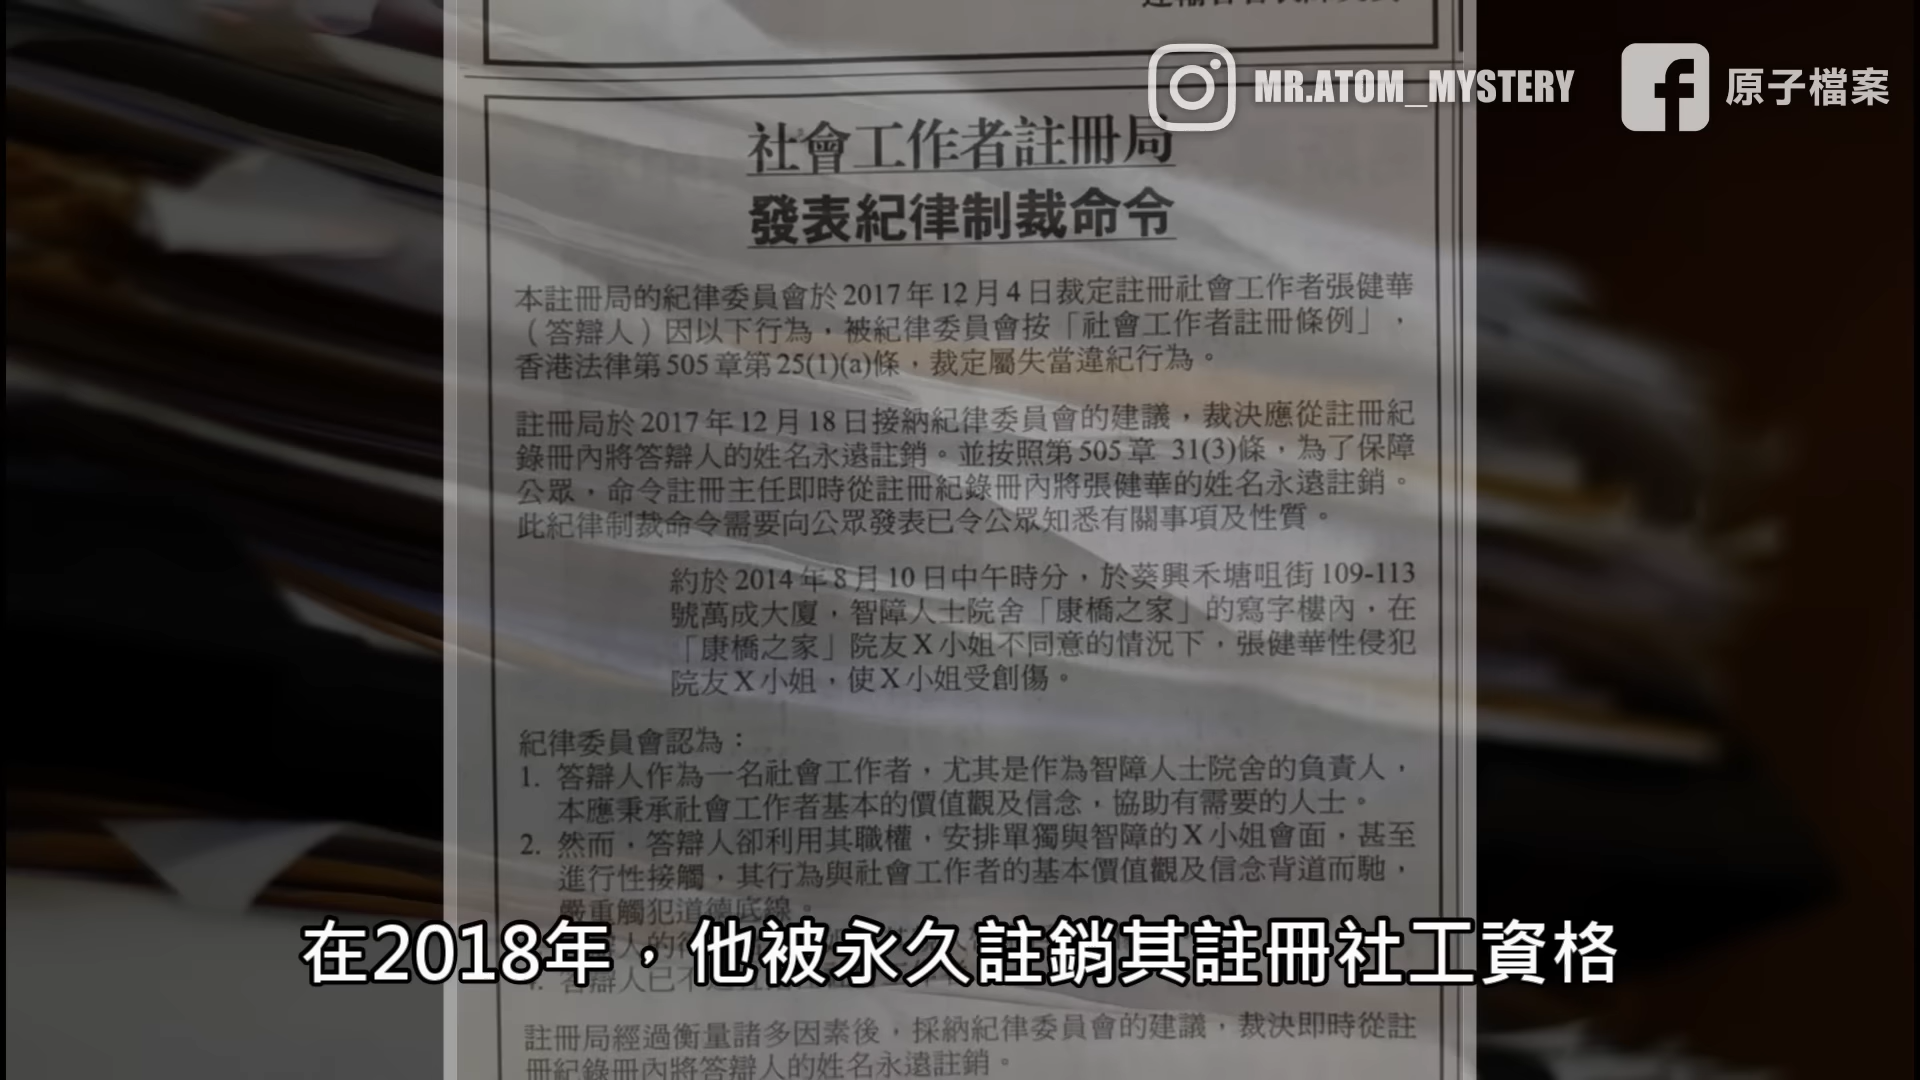 MR.ATOM_MYSTERY
原子檔案
社會工作者註冊局
發表紀律制裁命令
本註冊局的紀律委員會於2017年12月4日裁定註冊社會工作者張健華
（答辯人）因以下行為，被紀律委員會按「社會工作者註冊條例」，
香港法律第505章第25(1)(a)條，裁定屬失當違紀行為。
註冊局於2017年12月18日接納紀律委員會的建議，裁決應從註冊紀
錄冊內將答辯人的姓名永遠註銷。並按照第505章 31(3)條，為了保障
公眾，命令註冊主任即時從註冊紀錄冊內將張健華的姓名永遠註銷。
此紀律制裁命令需要向公眾發表已令公眾知悉有關事項及性質。
約於2014年8月10日中午時分，於葵興禾塘咀街109-113
號萬成大廈，智障人士院舍「康橋之家」的寫字樓內，在
「康橋之家」院友X小姐不同意的情況下，張健華性侵犯
院友X小姐，使X小姐受創傷。
紀律委員會認為：
1. 答辯人作為一名社會工作者，尤其是作為智障人士院舍的負責人，
本應秉承社會工作者基本的價值觀及信念，協助有需要的人士。
2. 然而，答辯人卻利用其職權，安排單獨與智障的X小姐會面，甚至
進行性接觸，其行為與社會工作者的基本價值觀及信念背道而馳，
嚴重觸犯道德底線。
在2018年，他被永久註銷其註冊社工資格
4. 答辯人已不
註冊局經過衡量諸多因素後，採納紀律委員會的建議，裁決即時從註
冊紀錄冊內將答辯人的姓名永遠註銷。